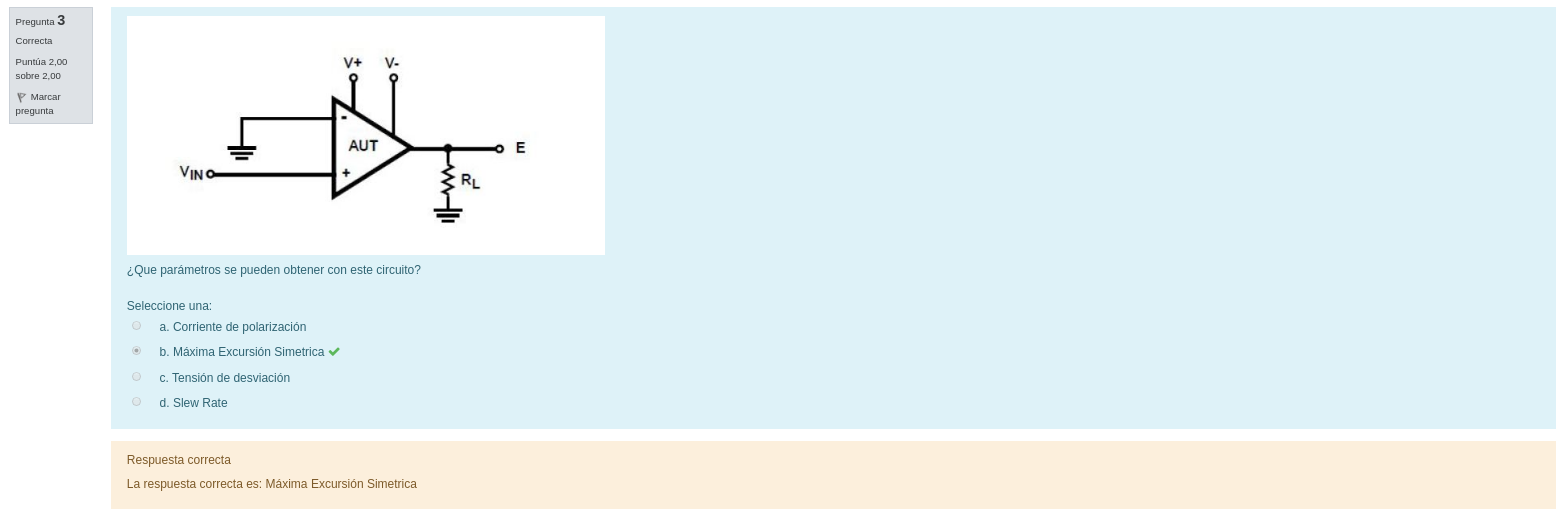 Pregunta 3
Correcta
Puntúa 2,00
sobre 2,00
Marcar
pregunta
V+ V-
-
AUT
E
VIN
+
RL
¿Que parámetros se pueden obtener con este circuito?
Seleccione una:
a. Corriente de polarización
b. Máxima Excursión Simetrica
c. Tensión de desviación
d. Slew Rate
Respuesta correcta
La respuesta correcta es: Máxima Excursión Simetrica